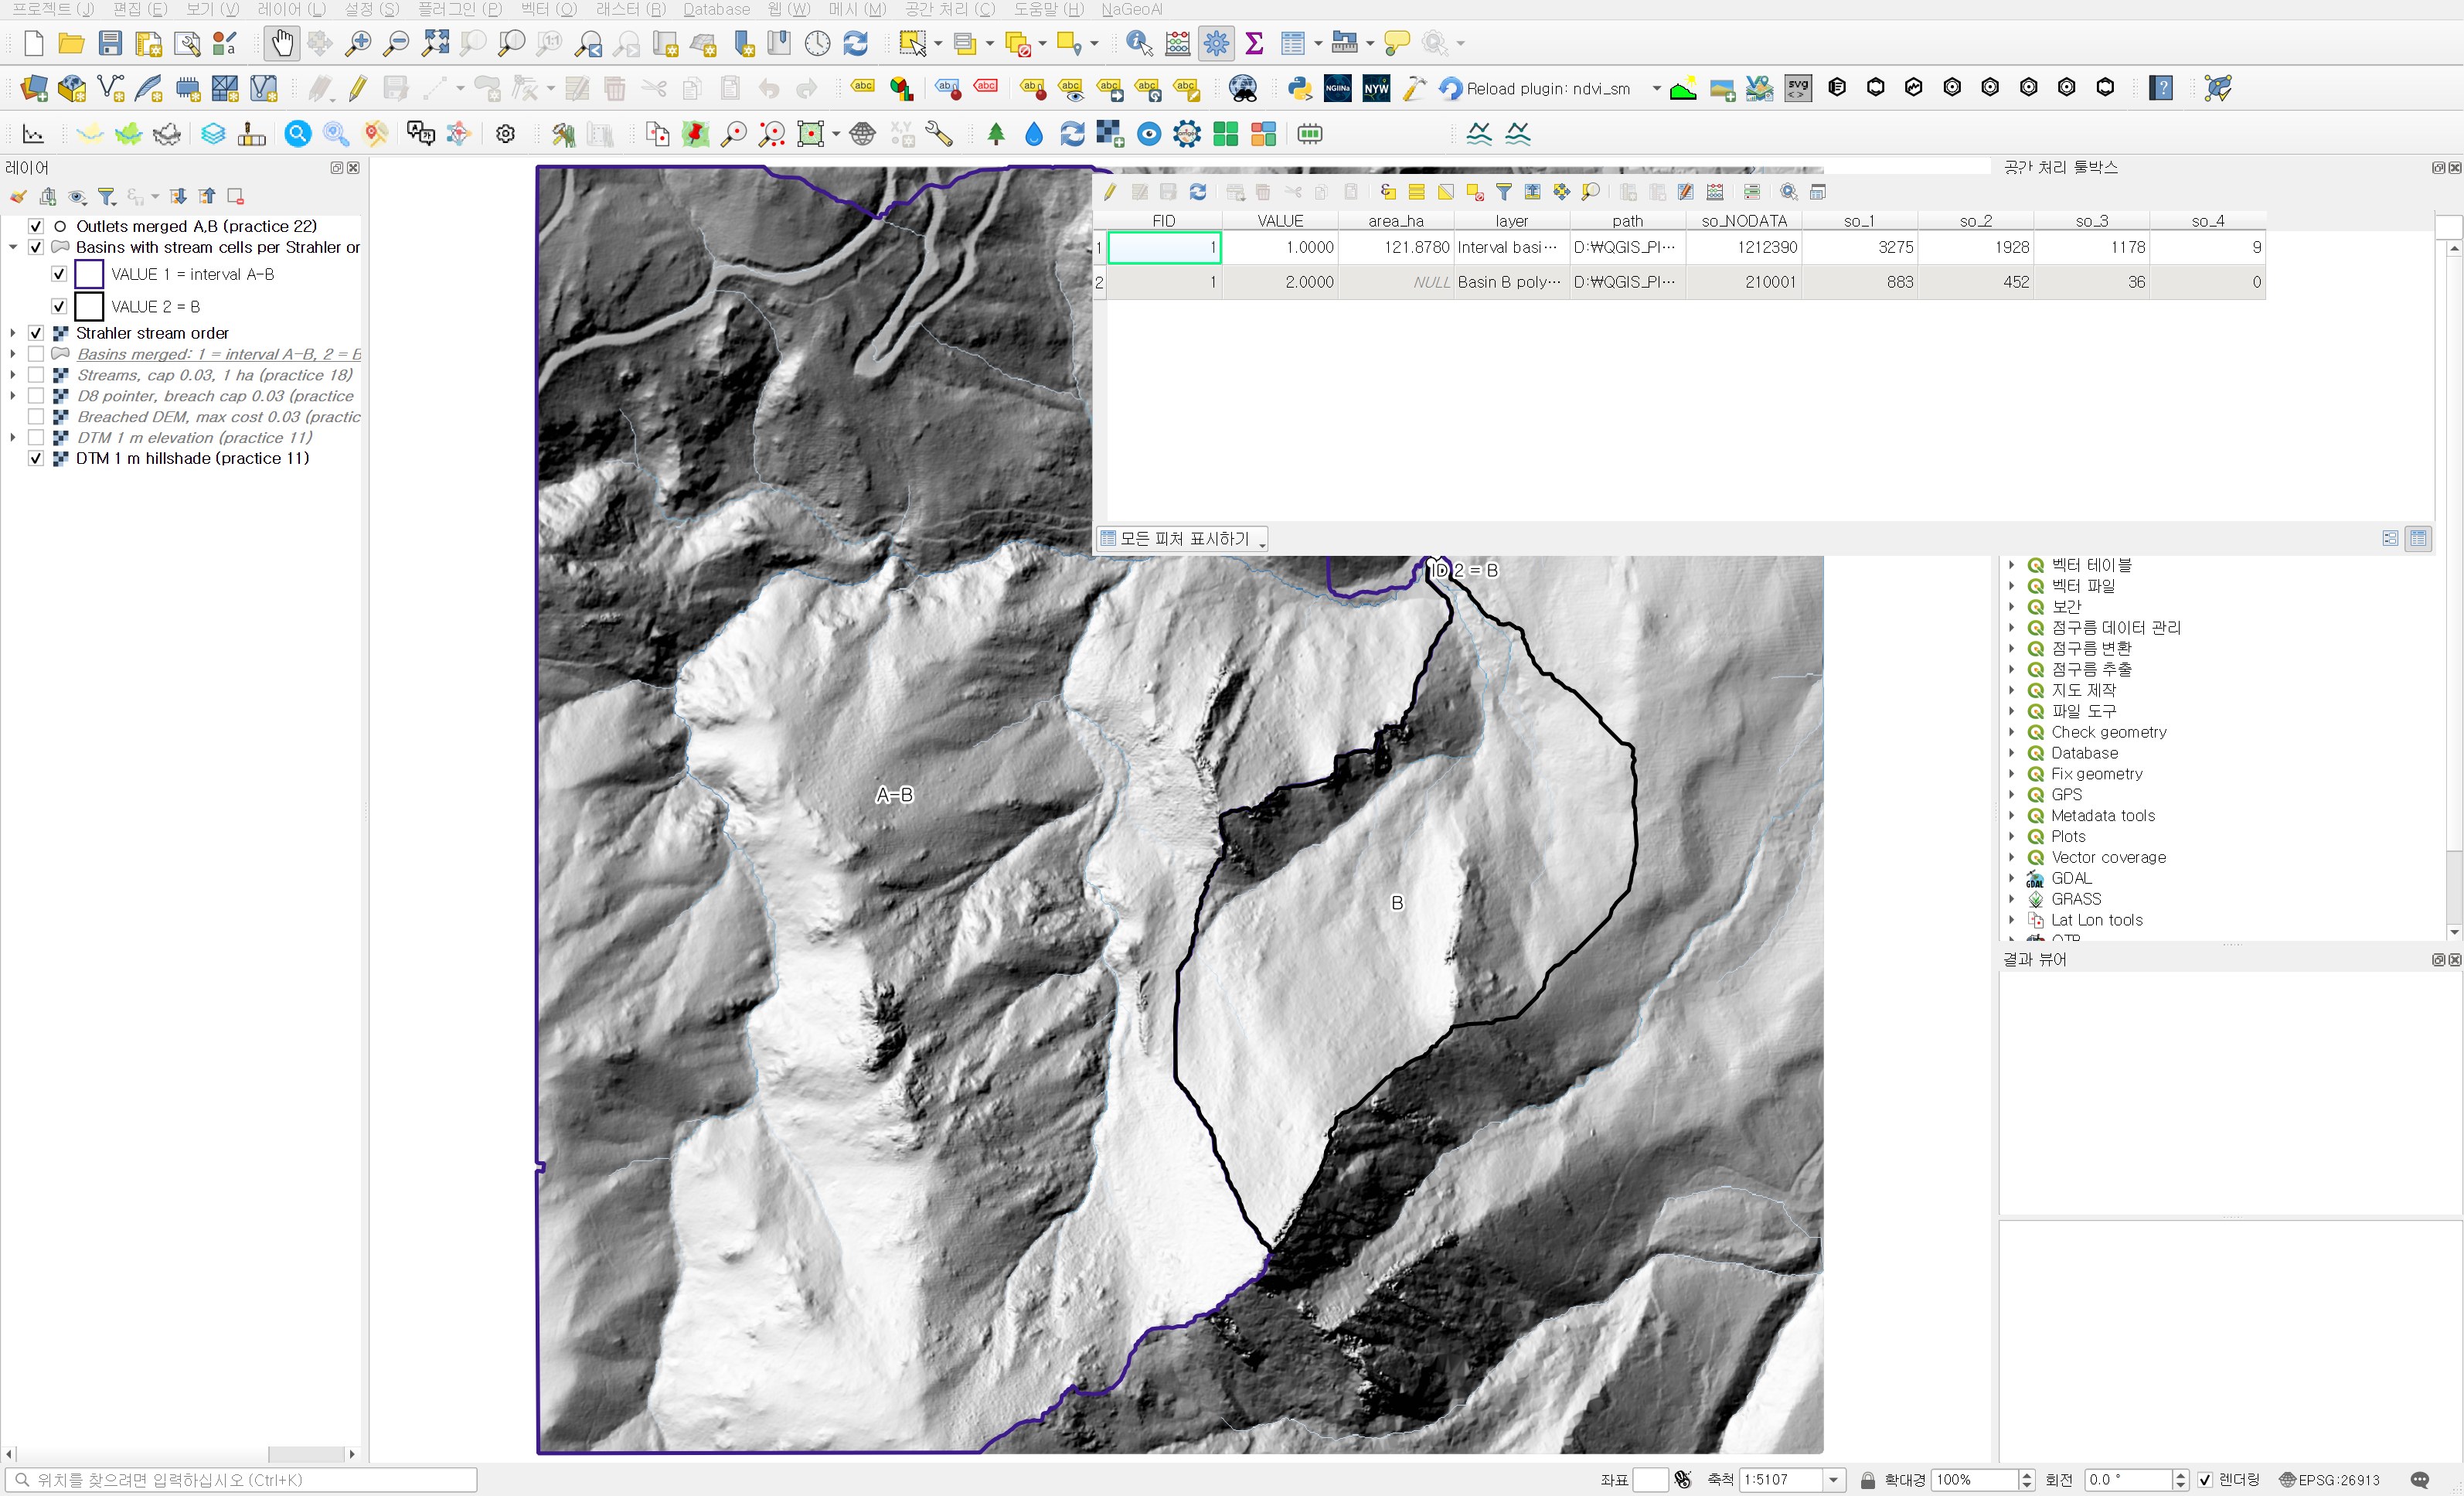 프로젝트 (J) 편집 (E) 보기 (V) 레이어 (L) 설정 (S) 플러그인 (P) 벡터 (O) 래스터 (R) Database 웹 (W) 메시 (M) 공간 처리 (C) 도움말 (H) NaGeoAI
Reload plugin: ndvi_sm
레이어
공간 처리 툴박스
Outlets merged A,B (practice 22)
Basins with stream cells per Strahler or
VALUE 1 = interval A-B
VALUE 2 = B
Strahler stream order
Basins merged: 1 = interval A-B, 2 = B
Streams, cap 0.03, 1 ha (practice 18)
D8 pointer, breach cap 0.03 (practice
Breached DEM, max cost 0.03 (practic
DTM 1 m elevation (practice 11)
DTM 1 m hillshade (practice 11)
FID VALUE area_ha layer path so_NODATA so_1 so_2 so_3 so_4
1 1 1.0000 121.8780 Interval basi… D:₩QGIS_Pl… 1212390 3275 1928 1178 9
2 1 2.0000 NULL Basin B poly… D:₩QGIS_Pl… 210001 883 452 36 0
모든 피처 표시하기
ID 2 = B
A-B
B
벡터 테이블
벡터 파일
보간
점구름 데이터 관리
점구름 변환
점구름 추출
지도 제작
파일 도구
Check geometry
Database
Fix geometry
GPS
Metadata tools
Plots
Vector coverage
GDAL
GRASS
Lat Lon tools
OTB
결과 뷰어
위치를 찾으려면 입력하십시오 (Ctrl+K)
좌표 축척 1:5107 확대경 100% 회전 0.0 ° 렌더링 EPSG:26913